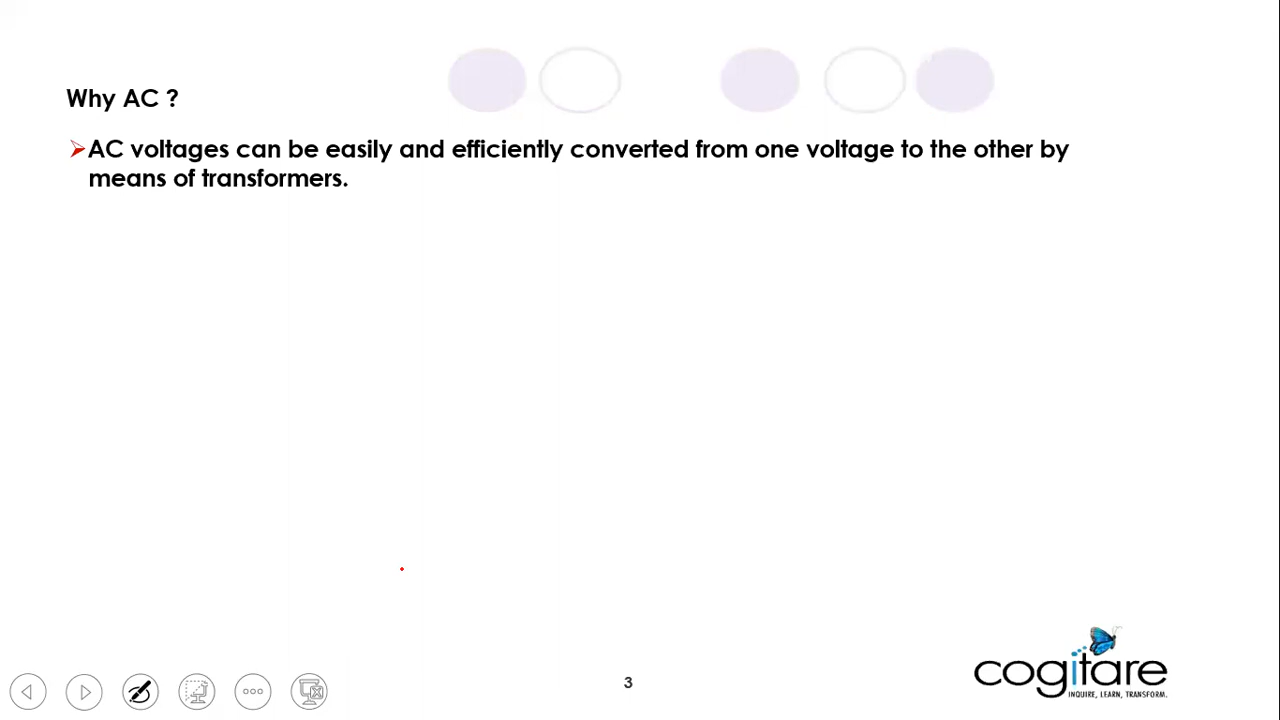 Why AC ?
➢AC voltages can be easily and efficiently converted from one voltage to the other by
means of transformers.
3
cogitare
INQUIRE, LEARN, TRANSFORM.